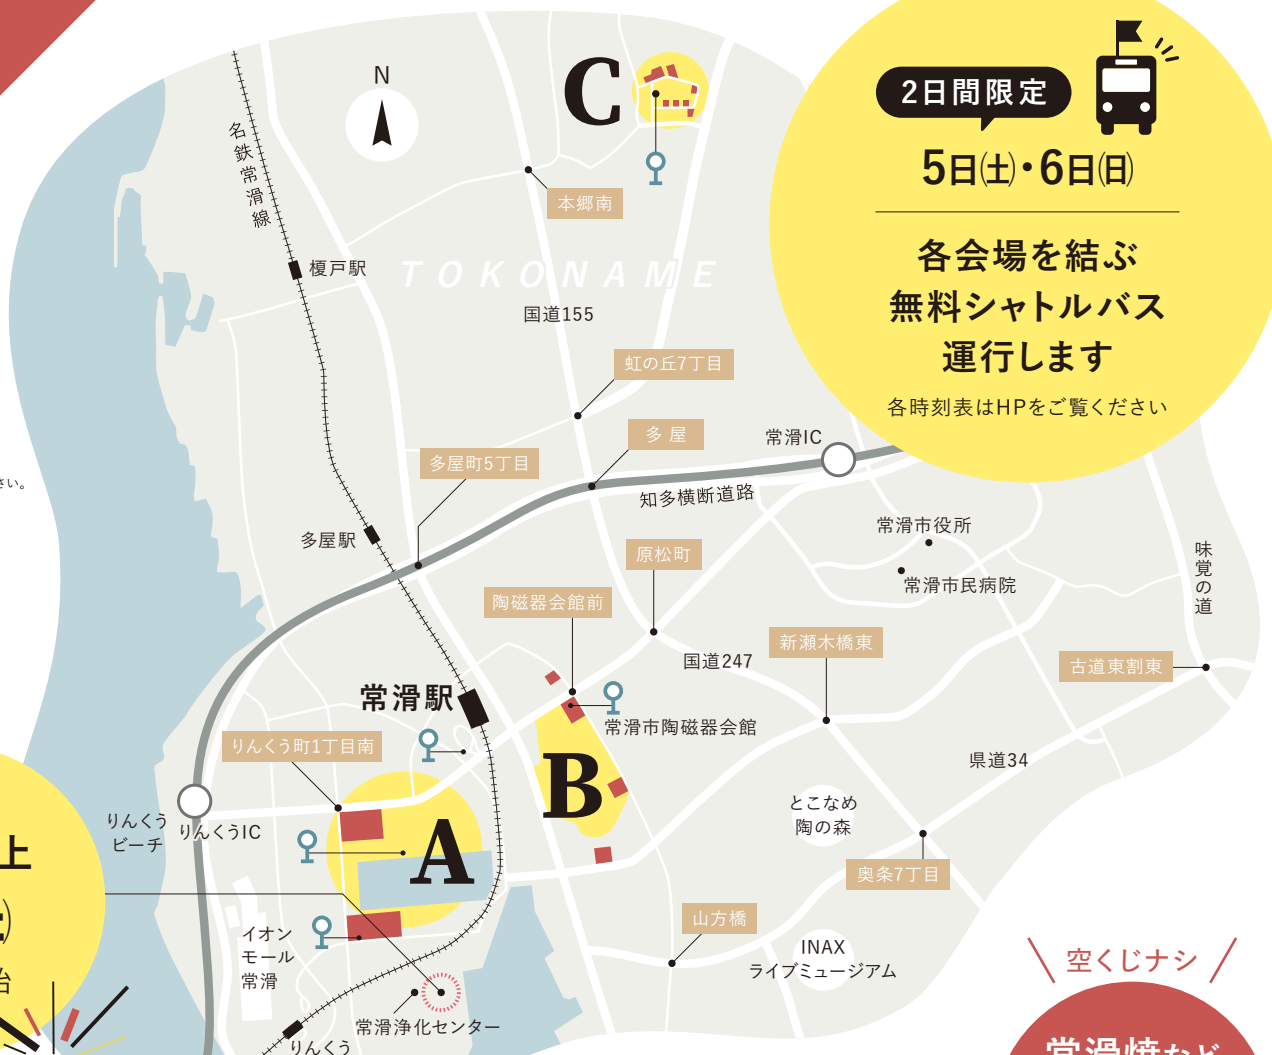 2日間限定
5日(土)・6日(日)
各会場を結ぶ
無料シャトルバス
運行します
各時刻表はHPをご覧ください
N
C
名鉄常滑線
本郷南
榎戸駅
TOKONAME
国道155
虹の丘7丁目
多屋
常滑IC
多屋町5丁目
知多横断道路
さい。
常滑市役所
多屋駅
原松町
味覚の道
常滑市民病院
陶磁器会館前
新瀬木橋東
国道247
古道東割東
常滑駅
常滑市陶磁器会館
りんくう町1丁目南
県道34
B
とこなめ
陶の森
りんくう
ビーチ
りんくうIC
A
上
奥条7丁目
山方橋
イオン
モール
常滑
INAX
ライブミュージアム
空くじナシ
常滑浄化センター
りんくう
常滑焼など